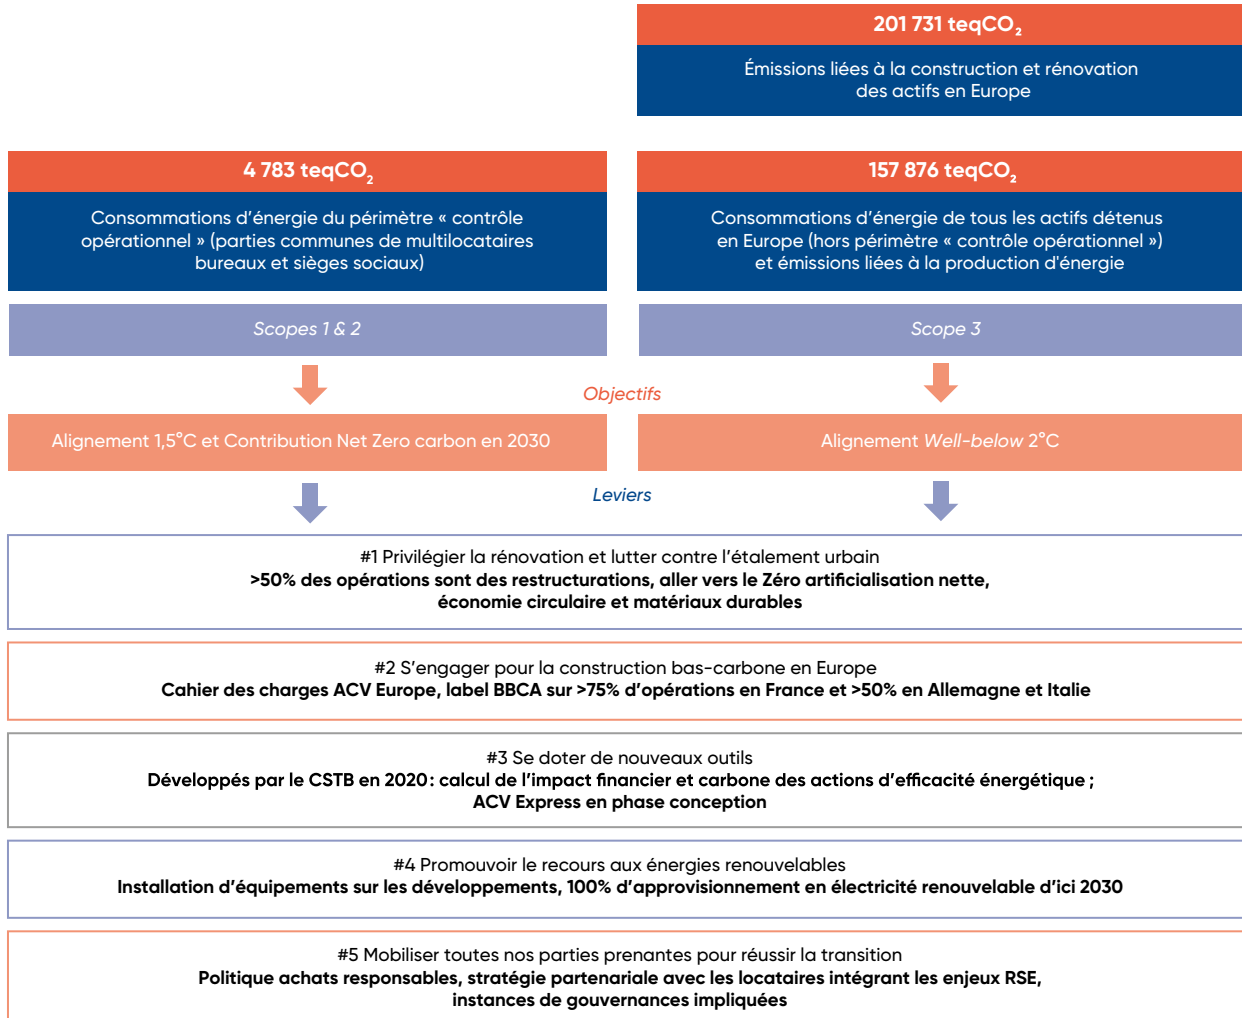 201 731 teqCO₂
Émissions liées à la construction et rénovation
des actifs en Europe
4 783 teqCO₂
Consommations d'énergie du périmètre « contrôle
opérationnel » (parties communes de multilocataires
bureaux et sièges sociaux)
Scopes 1 & 2
157 876 teqCO₂
Consommations d'énergie de tous les actifs détenus
en Europe (hors périmètre « contrôle opérationnel »)
et émissions liées à la production d'énergie
Scope 3
Objectifs
Alignement 1,5°C et Contribution Net Zero carbon en 2030
Alignement Well-below 2°C
Leviers
#1 Privilégier la rénovation et lutter contre l'étalement urbain
>50% des opérations sont des restructurations, aller vers le Zéro artificialisation nette,
économie circulaire et matériaux durables
#2 S'engager pour la construction bas-carbone en Europe
Cahier des charges ACV Europe, label BBCA sur >75% d'opérations en France et >50% en Allemagne et Italie
#3 Se doter de nouveaux outils
Développés par le CSTB en 2020 : calcul de l'impact financier et carbone des actions d'efficacité énergétique ;
ACV Express en phase conception
#4 Promouvoir le recours aux énergies renouvelables
Installation d'équipements sur les développements, 100% d'approvisionnement en électricité renouvelable d'ici 2030
#5 Mobiliser toutes nos parties prenantes pour réussir la transition
Politique achats responsables, stratégie partenariale avec les locataires intégrant les enjeux RSE,
instances de gouvernances impliquées